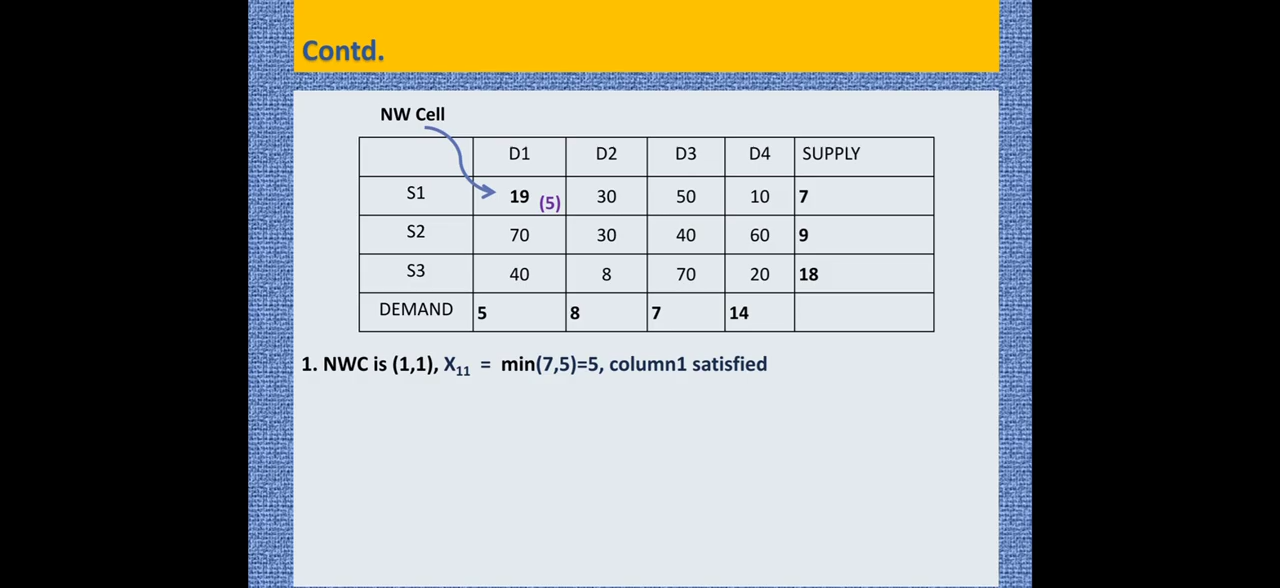 Contd.
NW Cell
D1 D2 D3 D4 SUPPLY
S1 19 (5) 30 50 10 7
S2 70 30 40 60 9
S3 40 8 70 20 18
DEMAND 5 8 7 14
1. NWC is (1,1), X₁₁ = min(7,5)=5, column1 satisfied